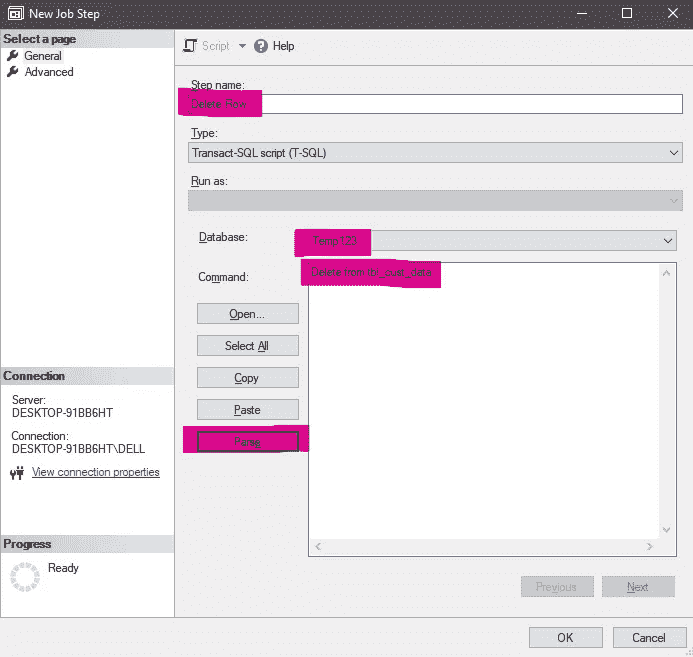 New Job Step
Select a page
General
Advanced
Script
Help
Step name:
Delete Row
Type:
Transact-SQL script (T-SQL)
Run as:
Database:
Temp123
Command:
Delete from tbl_cust_data
Open...
Select All
Copy
Paste
Parse
Connection
Server:
DESKTOP-91BB6HT
Connection:
DESKTOP-91BB6HT\DELL
View connection properties
Progress
Ready
Previous
Next
OK
Cancel